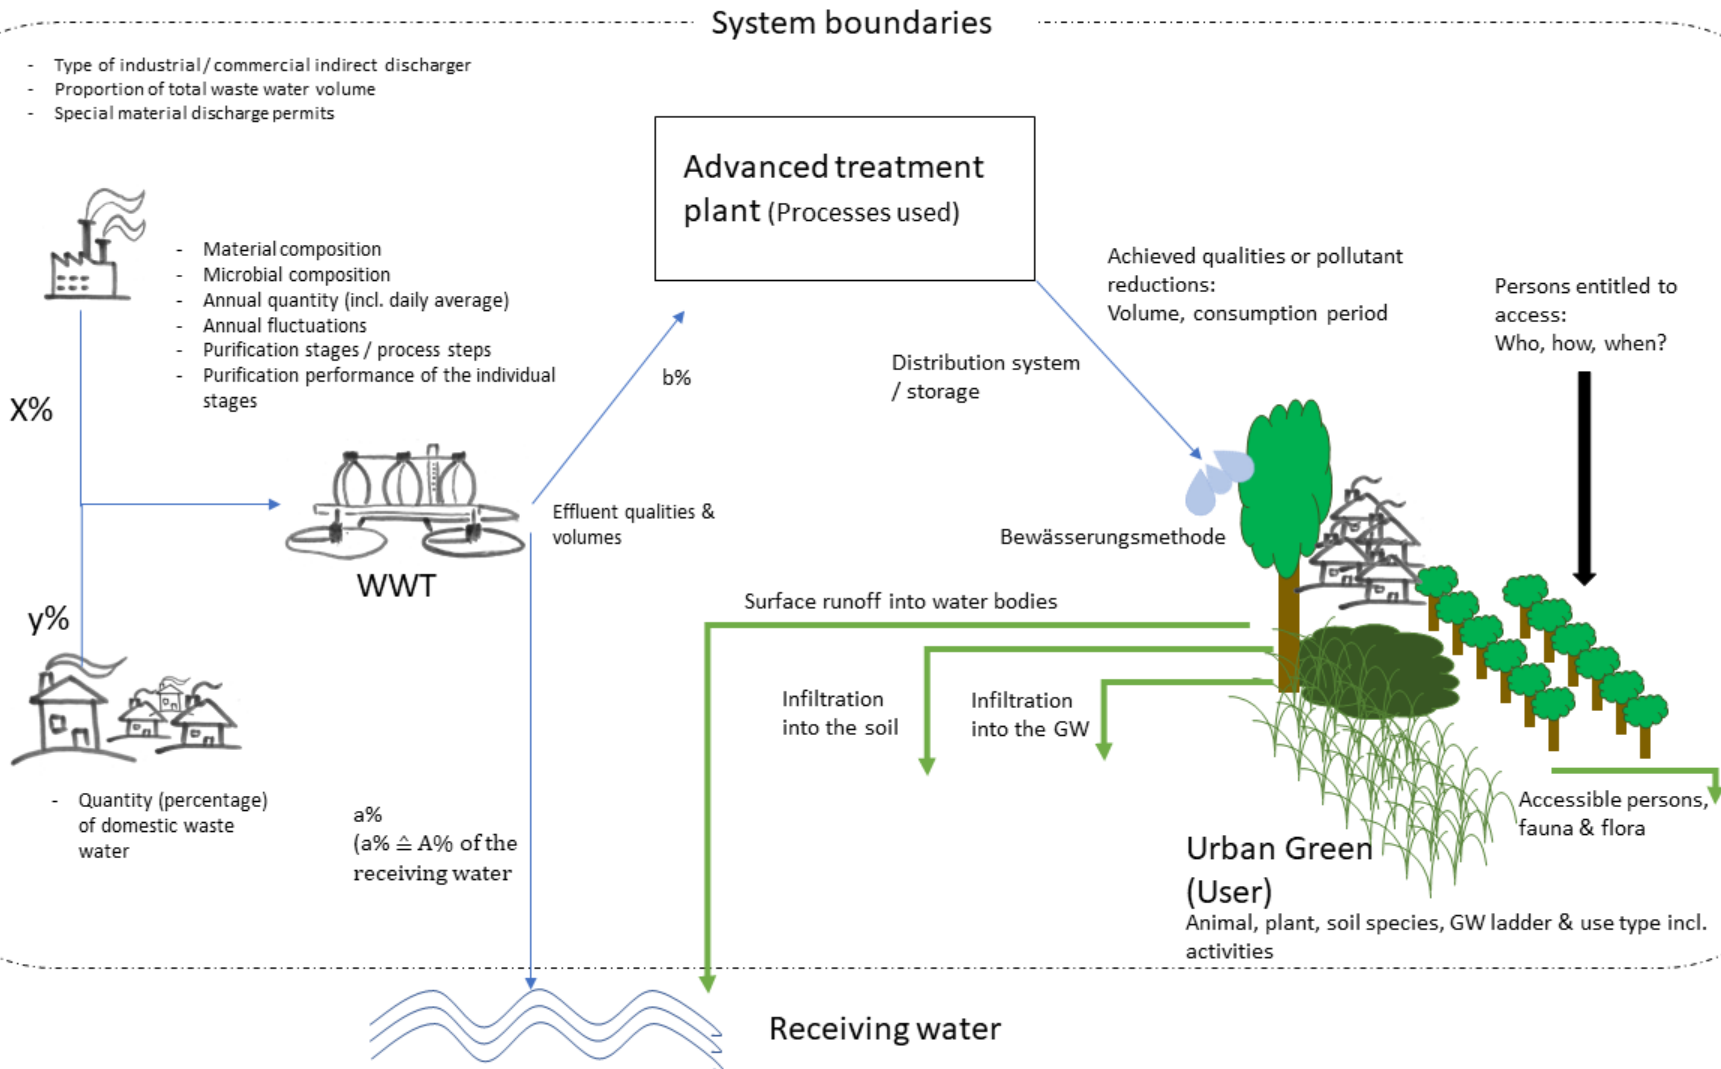 System boundaries
- Type of industrial / commercial indirect discharger
- Proportion of total waste water volume
- Special material discharge permits
Advanced treatment
plant (Processes used)
- Material composition
- Microbial composition
- Annual quantity (incl. daily average)
- Annual fluctuations
- Purification stages / process steps
- Purification performance of the individual
stages
Achieved qualities or pollutant
reductions:
Volume, consumption period
Persons entitled to
access:
Who, how, when?
Distribution system
/ storage
b%
X%
Effluent qualities &
volumes
Bewässerungsmethode
WWT
y%
Surface runoff into water bodies
Infiltration
into the soil
Infiltration
into the GW
- Quantity (percentage)
of domestic waste
water
a%
(a% ≙ A% of the
receiving water
Accessible persons,
fauna & flora
Urban Green
(User)
Animal, plant, soil species, GW ladder & use type incl.
activities
Receiving water